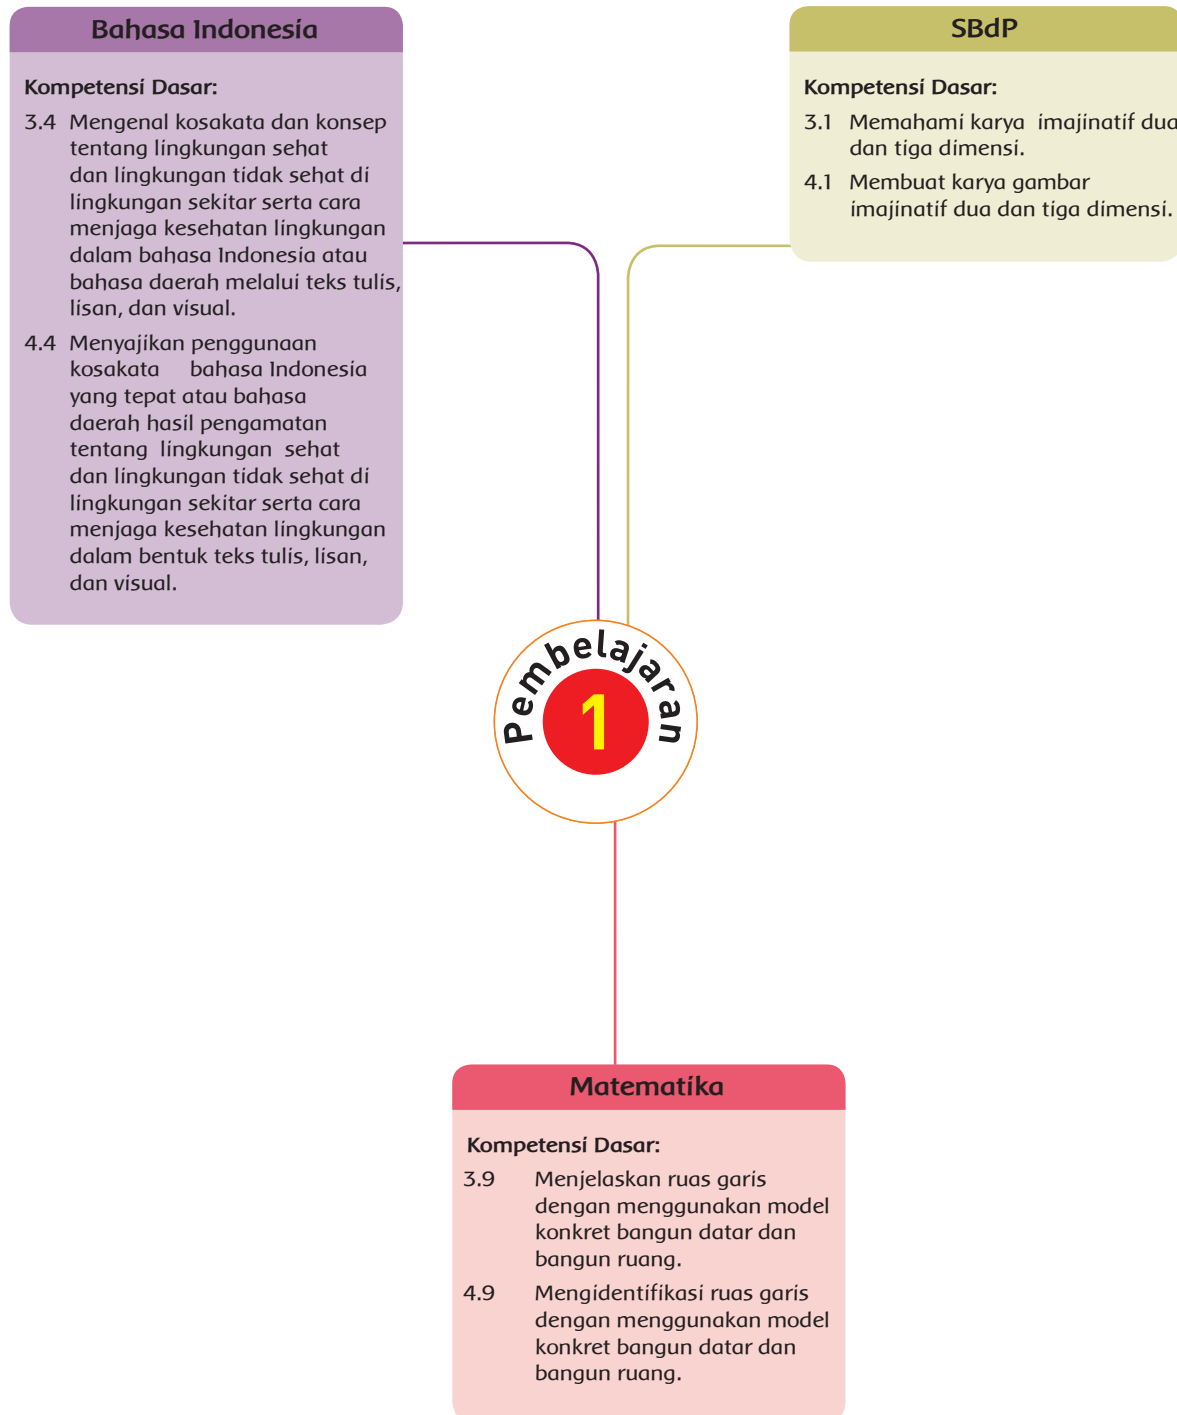 Bahasa Indonesia
Kompetensi Dasar:
3.4 Mengenal kosakata dan konsep
tentang lingkungan sehat
dan lingkungan tidak sehat di
lingkungan sekitar serta cara
menjaga kesehatan lingkungan
dalam bahasa Indonesia atau
bahasa daerah melalui teks tulis,
lisan, dan visual.
4.4 Menyajikan penggunaan
kosakata bahasa Indonesia
yang tepat atau bahasa
daerah hasil pengamatan
tentang lingkungan sehat
dan lingkungan tidak sehat di
lingkungan sekitar serta cara
menjaga kesehatan lingkungan
dalam bentuk teks tulis, lisan,
dan visual.
SBdP
Kompetensi Dasar:
3.1 Memahami karya imajinatif dua
dan tiga dimensi.
4.1 Membuat karya gambar
imajinatif dua dan tiga dimensi.
Pembelajaran
1
Matematika
Kompetensi Dasar:
3.9 Menjelaskan ruas garis
dengan menggunakan model
konkret bangun datar dan
bangun ruang.
4.9 Mengidentifikasi ruas garis
dengan menggunakan model
konkret bangun datar dan
bangun ruang.